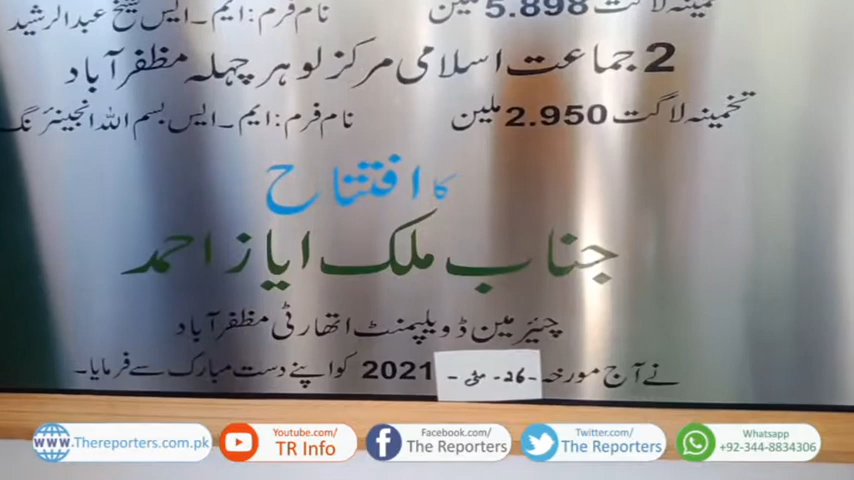 تخمینہ لاگت 5.898 ملین نام فرم: ایم۔ایس شیخ عبدالرشید
2 جماعت اسلامی مرکز لوہر چہلہ مظفرآباد
تخمینہ لاگت 2.950 ملین نام فرم: ایم۔ایس بسم اللہ انجینئرنگ
کا افتتاح
جناب ملک ایاز احمد
چیئرمین ڈویلپمنٹ اتھارٹی مظفرآباد
نے آج مورخہ -26- مئی - 2021 کو اپنے دست مبارک سے فرمایا۔
www.Thereporters.com.pk
Youtube.com/
TR Info
Facebook.com/
The Reporters
Twitter.com/
The Reporters
Whatsapp
+92-344-8834306